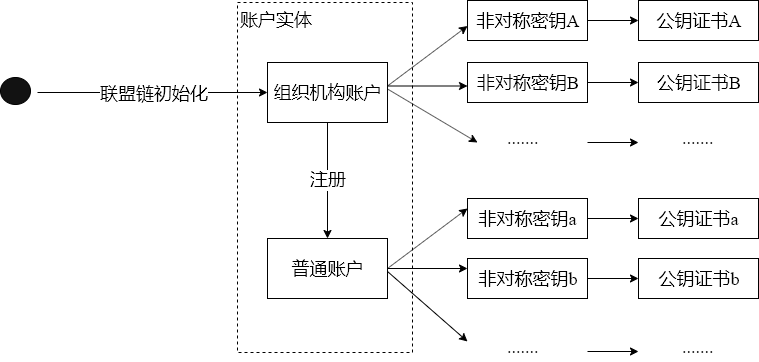 账户实体
非对称密钥A
公钥证书A
联盟链初始化
组织机构账户
非对称密钥B
公钥证书B
.......
.......
注册
非对称密钥a
公钥证书a
普通账户
非对称密钥b
公钥证书b
.......
.......